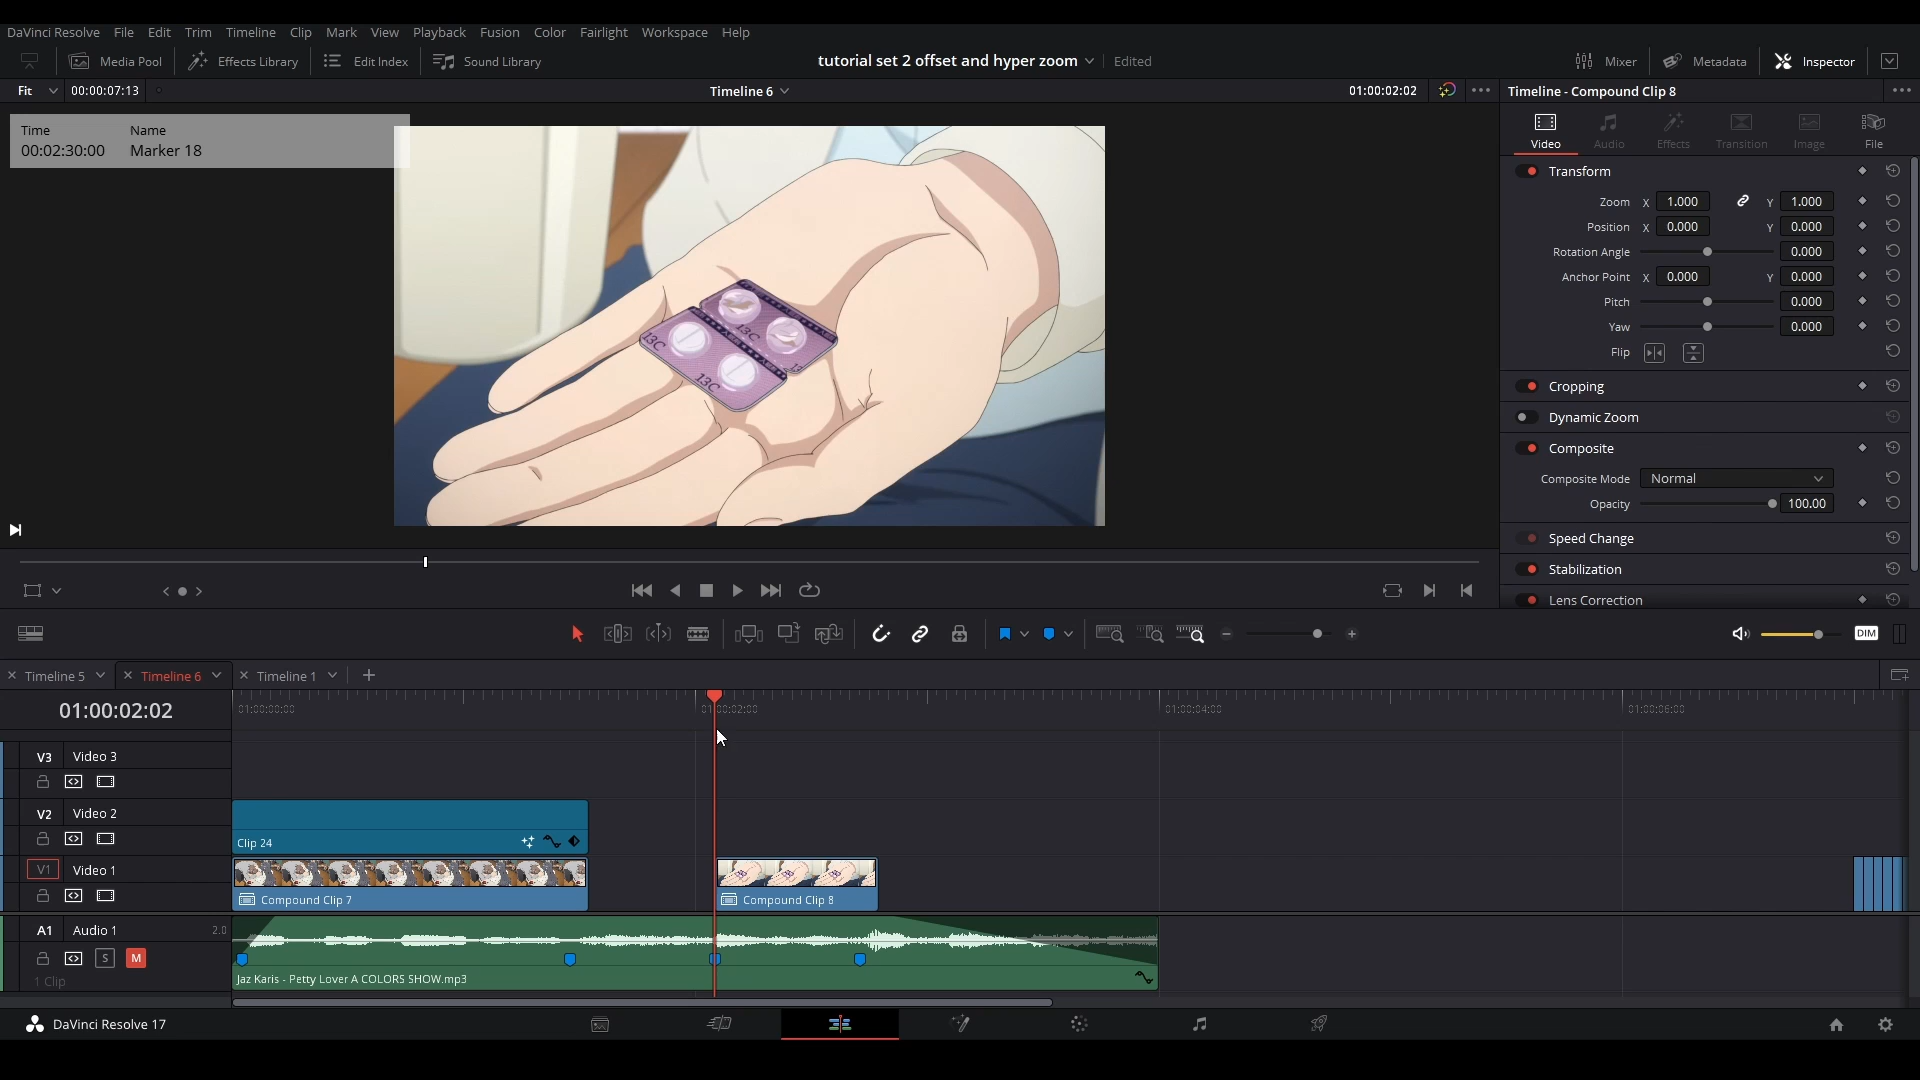 DaVinci Resolve File Edit Trim Timeline Clip Mark View Playback Fusion Color Fairlight Workspace Help
Media Pool Effects Library Edit Index Sound Library tutorial set 2 offset and hyper zoom Edited Mixer Metadata Inspector
Fit 00:00:07:13 Timeline 6 01:00:02:02 Timeline - Compound Clip 8
Time Name
00:02:30:00 Marker 18
Video Audio Effects Transition Image File
Transform
Zoom X 1.000 Y 1.000
Position X 0.000 Y 0.000
Rotation Angle 0.000
Anchor Point X 0.000 Y 0.000
Pitch 0.000
Yaw 0.000
Flip
13C
13C
13
13C
Cropping
Dynamic Zoom
Composite
Composite Mode Normal
Opacity 100.00
Speed Change
Stabilization
Lens Correction
DIM
Timeline 5 Timeline 6 Timeline 1
01:00:02:02 01:00:00:00 01:00:02:00 01:00:04:00 01:00:06:00
V3 Video 3
V2 Video 2
Clip 24
V1 Video 1
Compound Clip 7 Compound Clip 8
A1 Audio 1 2.0
S M
1 Clip
Jaz Karis - Petty Lover A COLORS SHOW.mp3
DaVinci Resolve 17